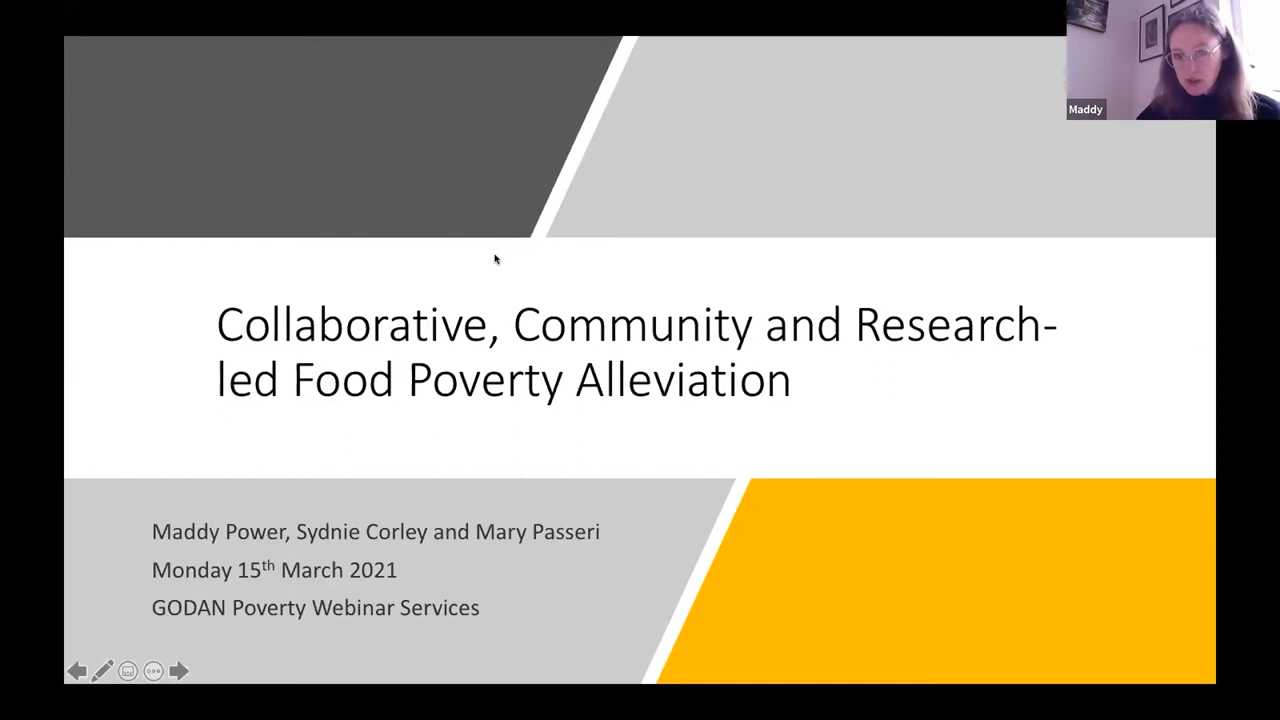 Maddy
Collaborative, Community and Research-
led Food Poverty Alleviation
Maddy Power, Sydnie Corley and Mary Passeri
Monday 15th March 2021
GODAN Poverty Webinar Services